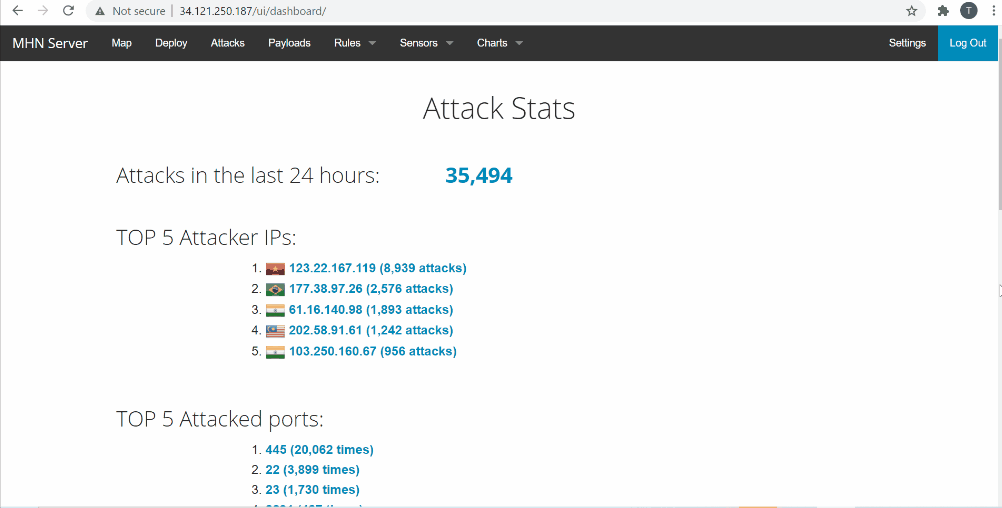 Not secure | 34.121.250.187/ui/dashboard/
T
MHN Server Map Deploy Attacks Payloads Rules Sensors Charts Settings Log Out
Attack Stats
Attacks in the last 24 hours: 35,494
TOP 5 Attacker IPs:
1. 123.22.167.119 (8,939 attacks)
2. 177.38.97.26 (2,576 attacks)
3. 61.16.140.98 (1,893 attacks)
4. 202.58.91.61 (1,242 attacks)
5. 103.250.160.67 (956 attacks)
TOP 5 Attacked ports:
1. 445 (20,062 times)
2. 22 (3,899 times)
3. 23 (1,730 times)